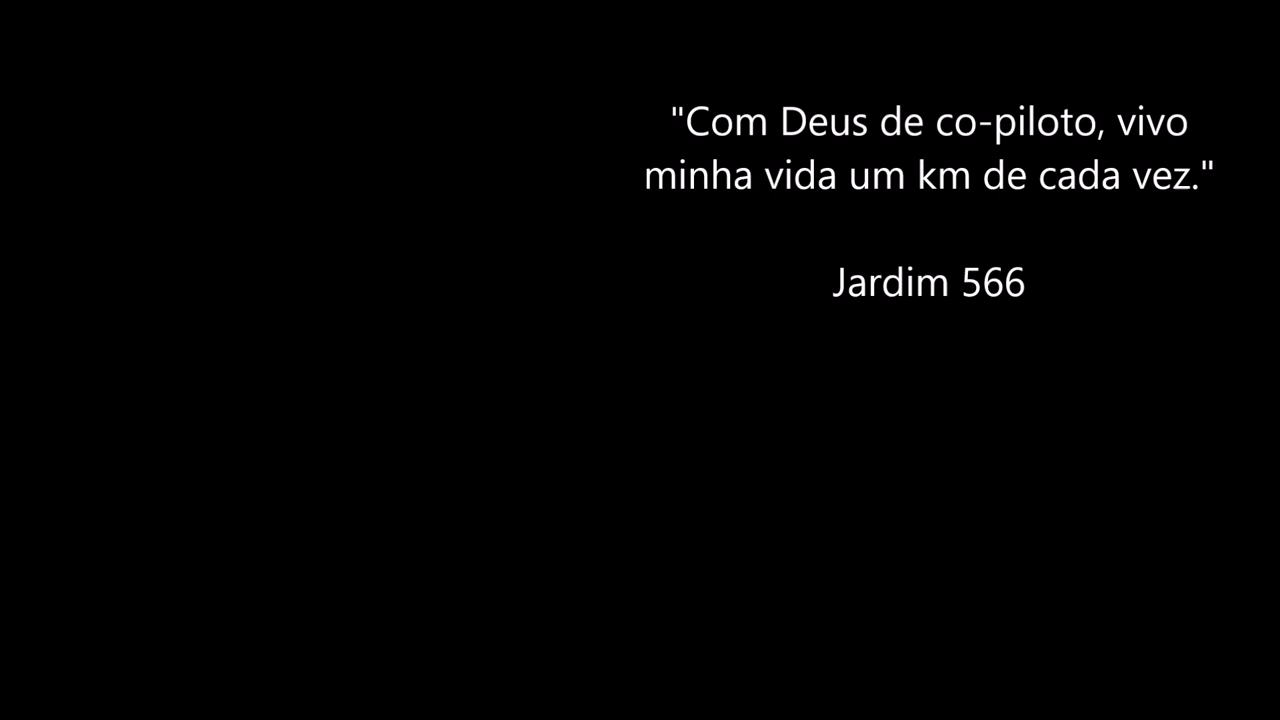 "Com Deus de co-piloto, vivo
minha vida um km de cada vez."
Jardim 566